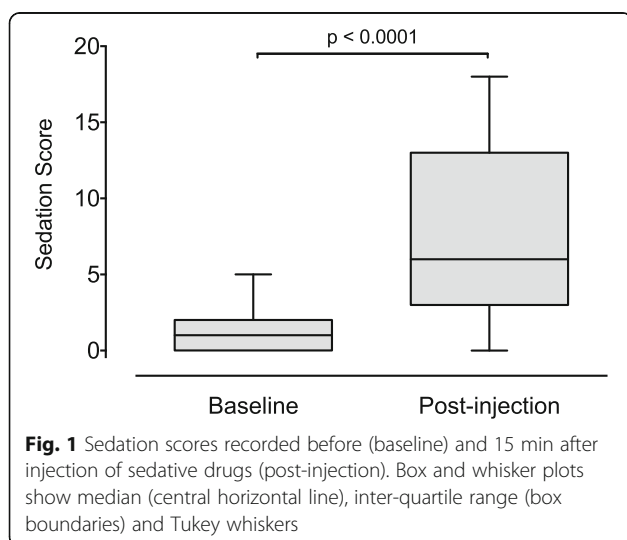 p < 0.0001
20
15
10
5
0
Sedation Score
Baseline Post-injection
Fig. 1 Sedation scores recorded before (baseline) and 15 min after
injection of sedative drugs (post-injection). Box and whisker plots
show median (central horizontal line), inter-quartile range (box
boundaries) and Tukey whiskers